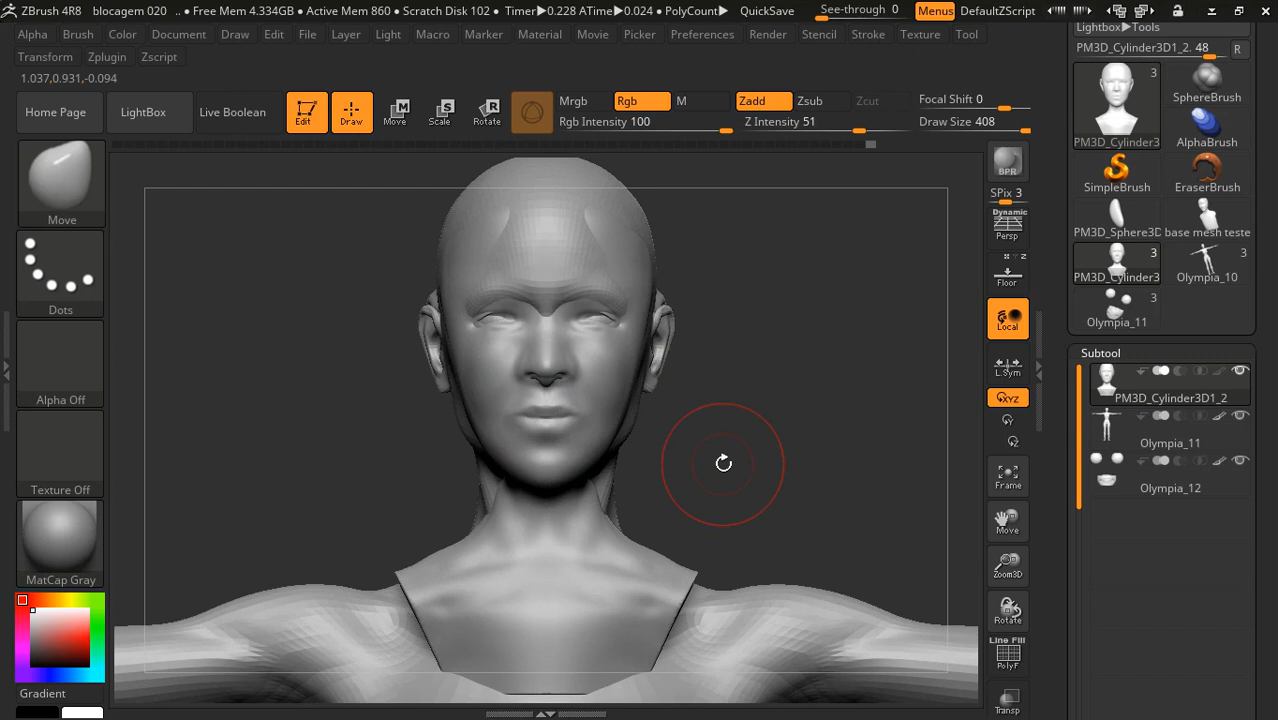 ZBrush 4R8 blocagem 020 .. • Free Mem 4.334GB • Active Mem 860 • Scratch Disk 102 • Timer▶0.228 ATime▶0.024 • PolyCount▶ QuickSave See-through 0 Menus DefaultZScript
Alpha Brush Color Document Draw Edit File Layer Light Macro Marker Material Movie Picker Preferences Render Stencil Stroke Texture Tool
Transform Zplugin Zscript
1.037,0.931,-0.094
Home Page LightBox Live Boolean Edit Draw Move Scale Rotate
Mrgb Rgb M Zadd Zsub Zcut Focal Shift 0
Rgb Intensity 100 Z Intensity 51 Draw Size 408
Move
Dots
Alpha Off
Texture Off
MatCap Gray
Gradient
BPR
SPix 3
Dynamic
Persp
X Y Z
Floor
Local
L.Sym
XYZ
Y
Z
Frame
Move
Zoom3D
Rotate
Line Fill
PolyF
Transp
Lightbox▶Tools
PM3D_Cylinder3D1_2. 48 R
3
SphereBrush
PM3D_Cylinder3 AlphaBrush
SimpleBrush EraserBrush
PM3D_Sphere3D base mesh teste
3 3
PM3D_Cylinder3 Olympia_10
3
Olympia_11
Subtool
PM3D_Cylinder3D1_2
Olympia_11
Olympia_12